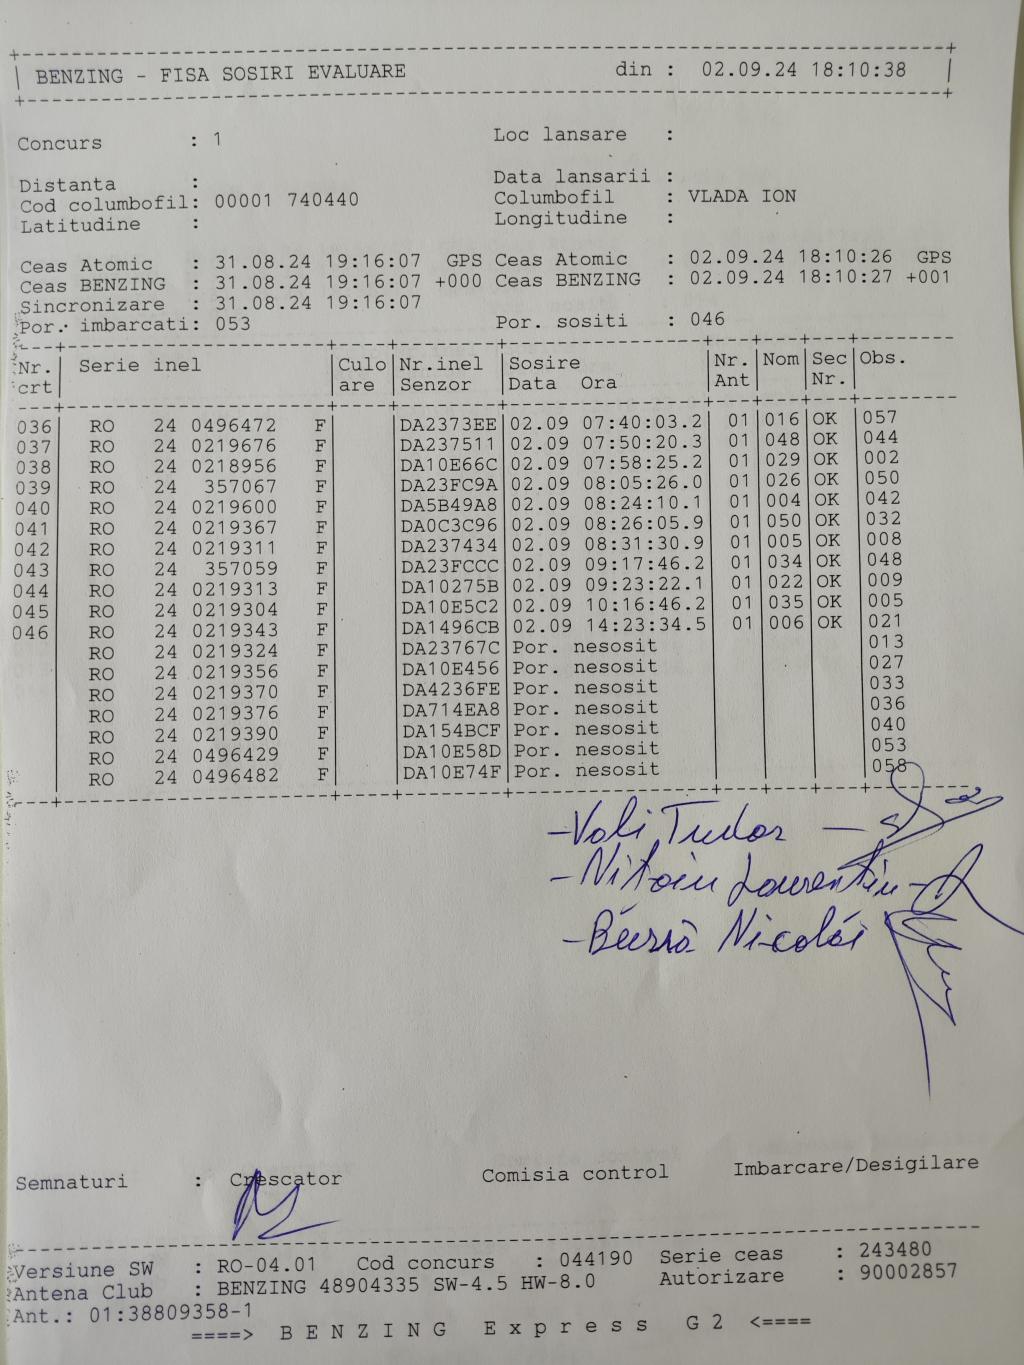 BENZING - FISA SOSIRI EVALUARE din : 02.09.24 18:10:38
Concurs : 1 Loc lansare :
Distanta : Data lansarii :
Cod columbofil: 00001 740440 Columbofil : VLADA ION
Latitudine : Longitudine :
Ceas Atomic : 31.08.24 19:16:07 GPS Ceas Atomic : 02.09.24 18:10:26 GPS
Ceas BENZING : 31.08.24 19:16:07 +000 Ceas BENZING : 02.09.24 18:10:27 +001
Sincronizare : 31.08.24 19:16:07
Por. imbarcati: 053 Por. sositi : 046
Nr. Serie inel Culo Nr.inel Sosire Nr. Nom Sec Obs.
crt are Senzor Data Ora Ant Nr.
036 RO 24 0496472 F DA2373EE 02.09 07:40:03.2 01 016 OK 057
037 RO 24 0219676 F DA237511 02.09 07:50:20.3 01 048 OK 044
038 RO 24 0218956 F DA10E66C 02.09 07:58:25.2 01 029 OK 002
039 RO 24 357067 F DA23FC9A 02.09 08:05:26.0 01 026 OK 050
040 RO 24 0219600 F DA5B49A8 02.09 08:24:10.1 01 004 OK 042
041 RO 24 0219367 F DA0C3C96 02.09 08:26:05.9 01 050 OK 032
042 RO 24 0219311 F DA237434 02.09 08:31:30.9 01 005 OK 008
043 RO 24 357059 F DA23FCCC 02.09 09:17:46.2 01 034 OK 048
044 RO 24 0219313 F DA10275B 02.09 09:23:22.1 01 022 OK 009
045 RO 24 0219304 F DA10E5C2 02.09 10:16:46.2 01 035 OK 005
046 RO 24 0219343 F DA1496CB 02.09 14:23:34.5 01 006 OK 021
RO 24 0219324 F DA23767C Por. nesosit 013
RO 24 0219356 F DA10E456 Por. nesosit 027
RO 24 0219370 F DA4236FE Por. nesosit 033
RO 24 0219376 F DA714EA8 Por. nesosit 036
RO 24 0219390 F DA154BCF Por. nesosit 040
RO 24 0496429 F DA10E58D Por. nesosit 053
RO 24 0496482 F DA10E74F Por. nesosit 058
- Tudor -
- Laurentiu -
- Nicolái
Semnaturi : Crescator Comisia control Imbarcare/Desigilare
Versiune SW : RO-04.01 Cod concurs : 044190 Serie ceas : 243480
Antena Club : BENZING 48904335 SW-4.5 HW-8.0 Autorizare : 90002857
Ant.: 01:38809358-1
====> B E N Z I N G E x p r e s s G 2 <====